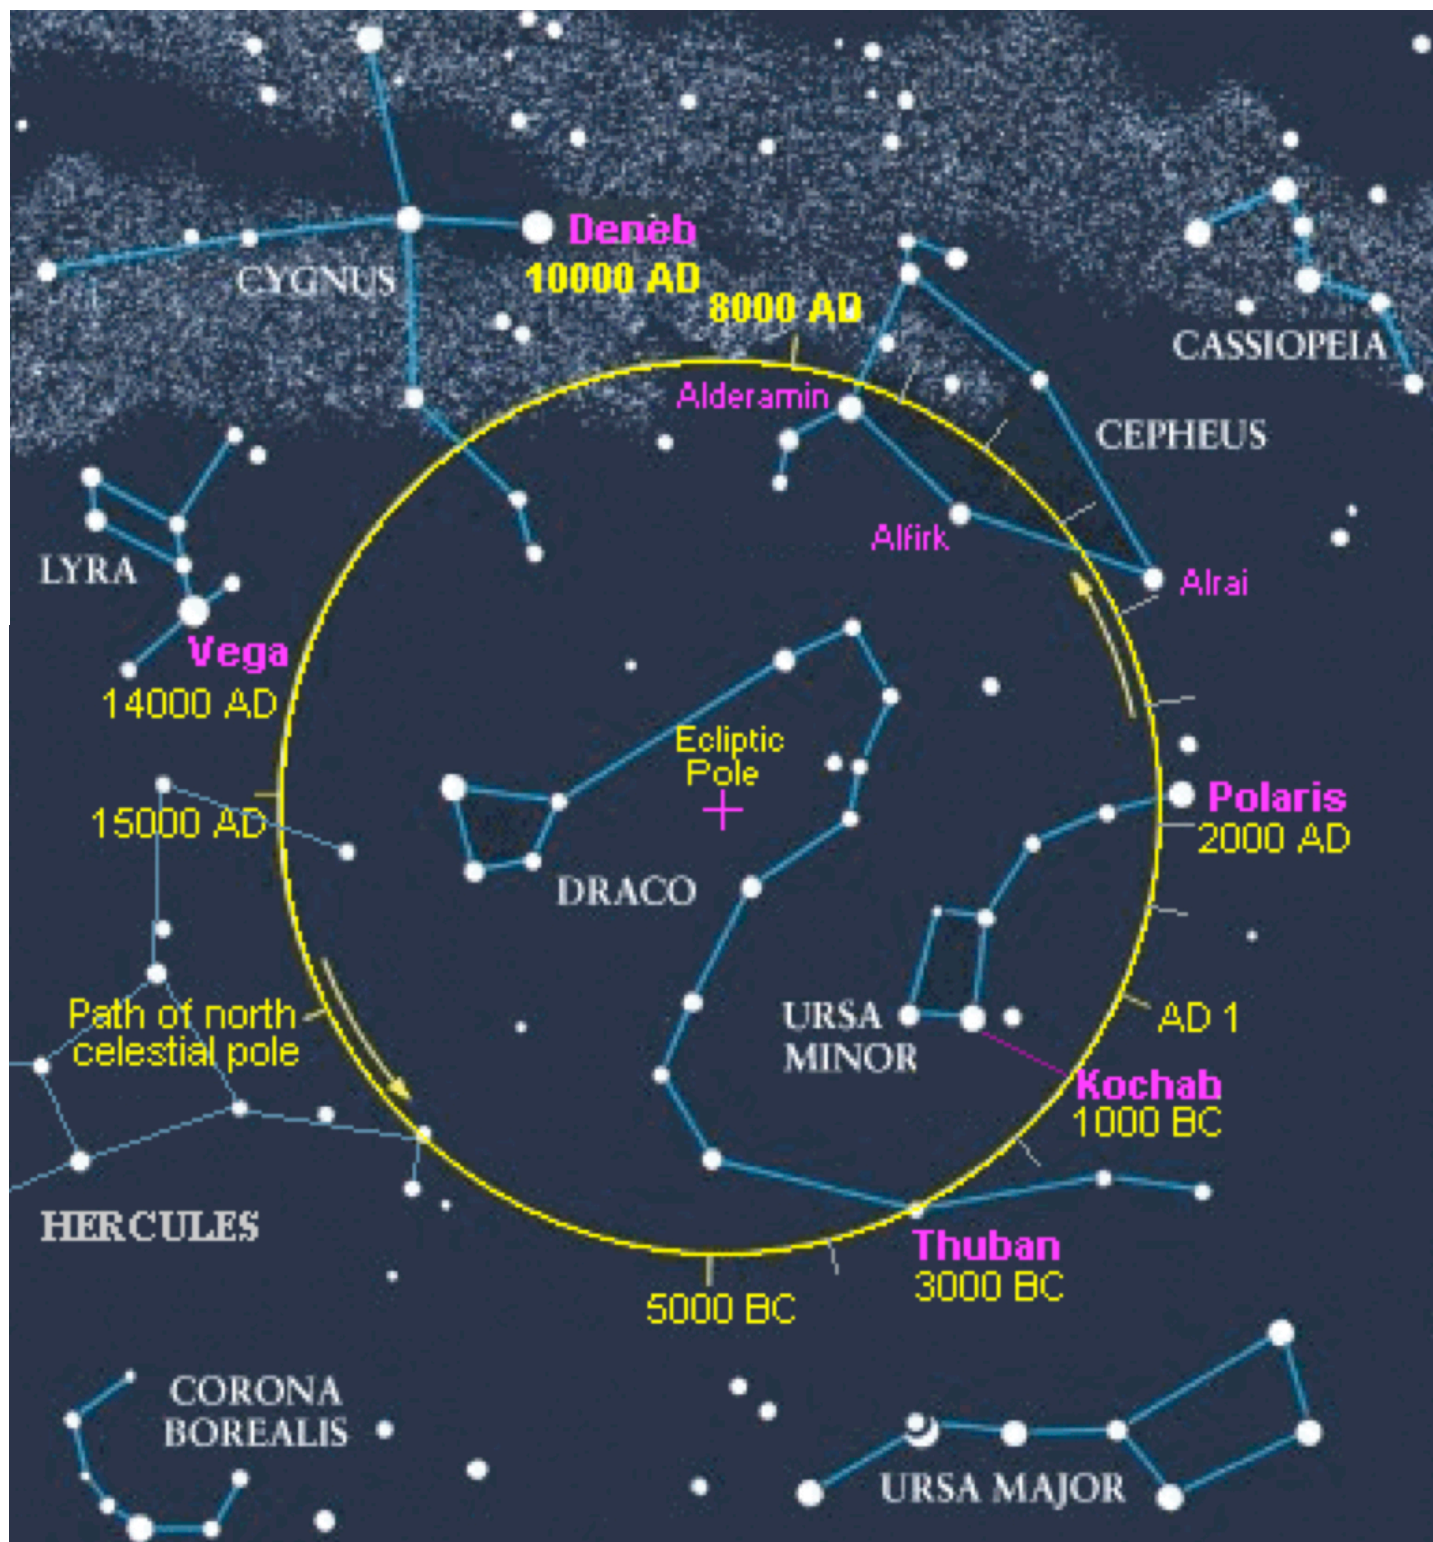 Deneb
CYGNUS
10000 AD
8000 AD
CASSIOPEIA
Alderamin
CEPHEUS
Alfirk
LYRA
Alrai
Vega
14000 AD
Ecliptic
Pole
Polaris
15000 AD
2000 AD
DRACO
Path of north
celestial pole
URSA
MINOR
AD 1
Kochab
1000 BC
HERCULES
Thuban
3000 BC
5000 BC
CORONA
BOREALIS
URSA MAJOR